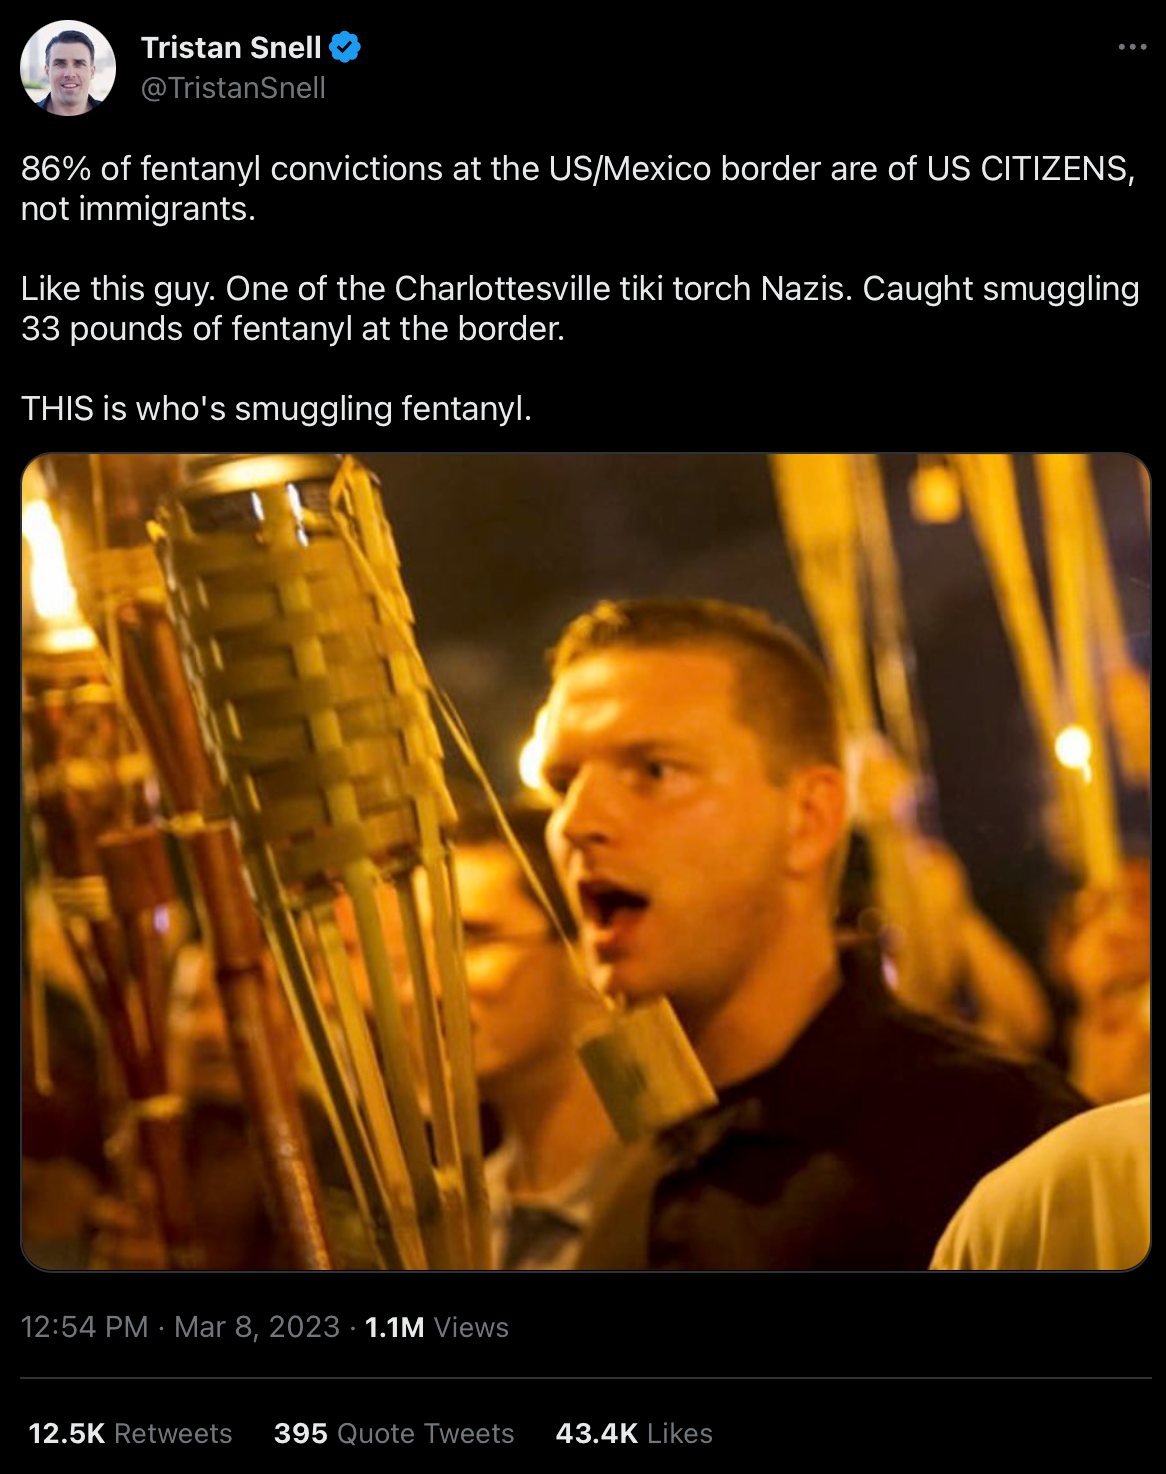 Tristan Snell
@TristanSnell
86% of fentanyl convictions at the US/Mexico border are of US CITIZENS,
not immigrants.
Like this guy. One of the Charlottesville tiki torch Nazis. Caught smuggling
33 pounds of fentanyl at the border.
THIS is who's smuggling fentanyl.
12:54 PM · Mar 8, 2023 · 1.1M Views
12.5K Retweets 395 Quote Tweets 43.4K Likes